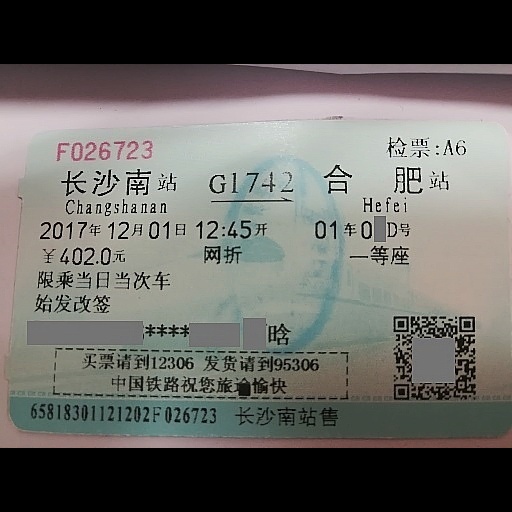 F026723 检票:A6
长沙南站 G1742 合肥站
Changshanan Hefei
2017年12月01日 12:45开 01车0D号
￥402.0元 网折 一等座
限乘当日当次车
始发改签
**** 晗
买票请到12306 发货请到95306
中国铁路祝您旅途愉快
65818301121202F026723 长沙南站售